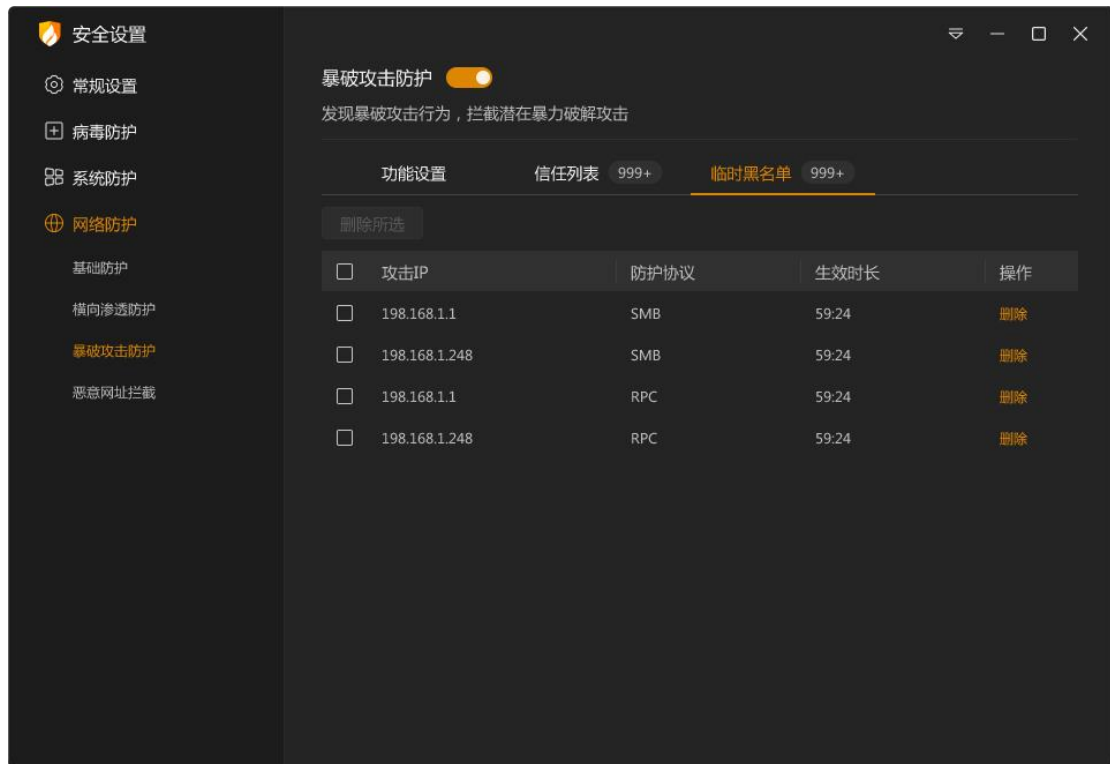 安全设置
常规设置
病毒防护
系统防护
网络防护
基础防护
横向渗透防护
暴破攻击防护
恶意网址拦截
暴破攻击防护
发现暴破攻击行为，拦截潜在暴力破解攻击
功能设置 信任列表 999+ 临时黑名单 999+
删除所选
攻击IP 防护协议 生效时长 操作
198.168.1.1 SMB 59:24 删除
198.168.1.248 SMB 59:24 删除
198.168.1.1 RPC 59:24 删除
198.168.1.248 RPC 59:24 删除